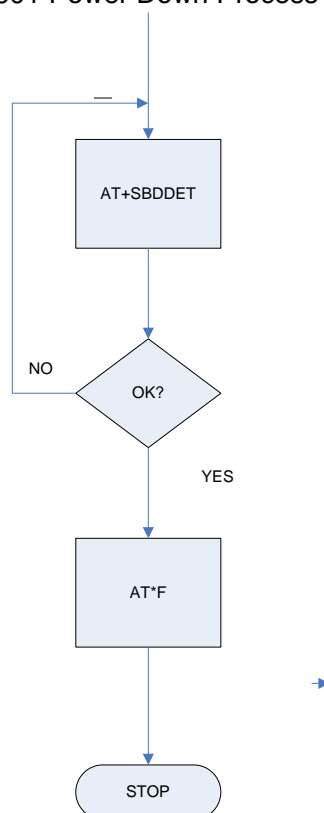 Power Down Process
AT+SBDDET
NO
OK?
YES
AT*F
STOP